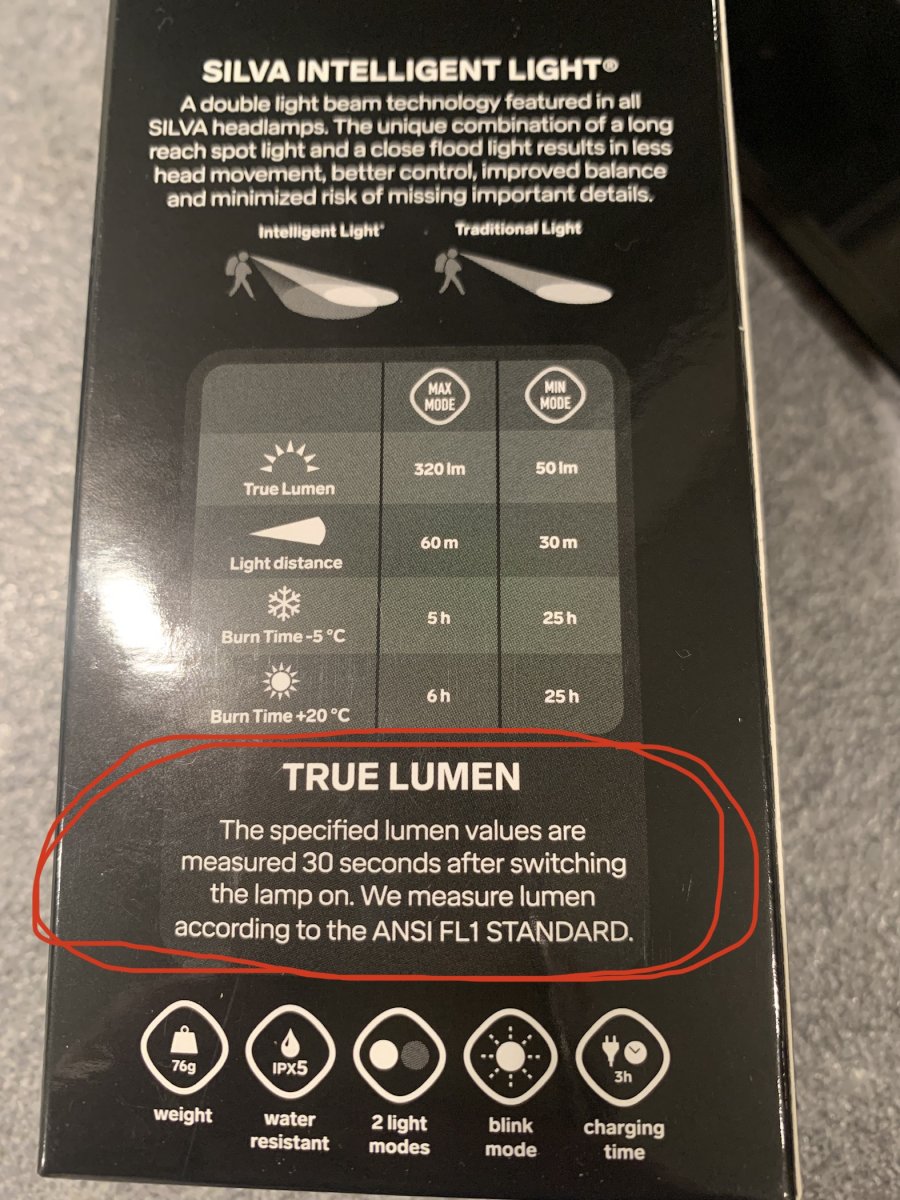 SILVA INTELLIGENT LIGHT®
A double light beam technology featured in all
SILVA headlamps. The unique combination of a long
reach spot light and a close flood light results in less
head movement, better control, improved balance
and minimized risk of missing important details.
Intelligent Light® Traditional Light
MAX MODE MIN MODE
True Lumen 320 lm 50 lm
Light distance 60 m 30 m
Burn Time -5 °C 5 h 25 h
Burn Time +20 °C 6 h 25 h
TRUE LUMEN
The specified lumen values are
measured 30 seconds after switching
the lamp on. We measure lumen
according to the ANSI FL1 STANDARD.
76g IPX5 3h
weight water resistant 2 light modes blink mode charging time